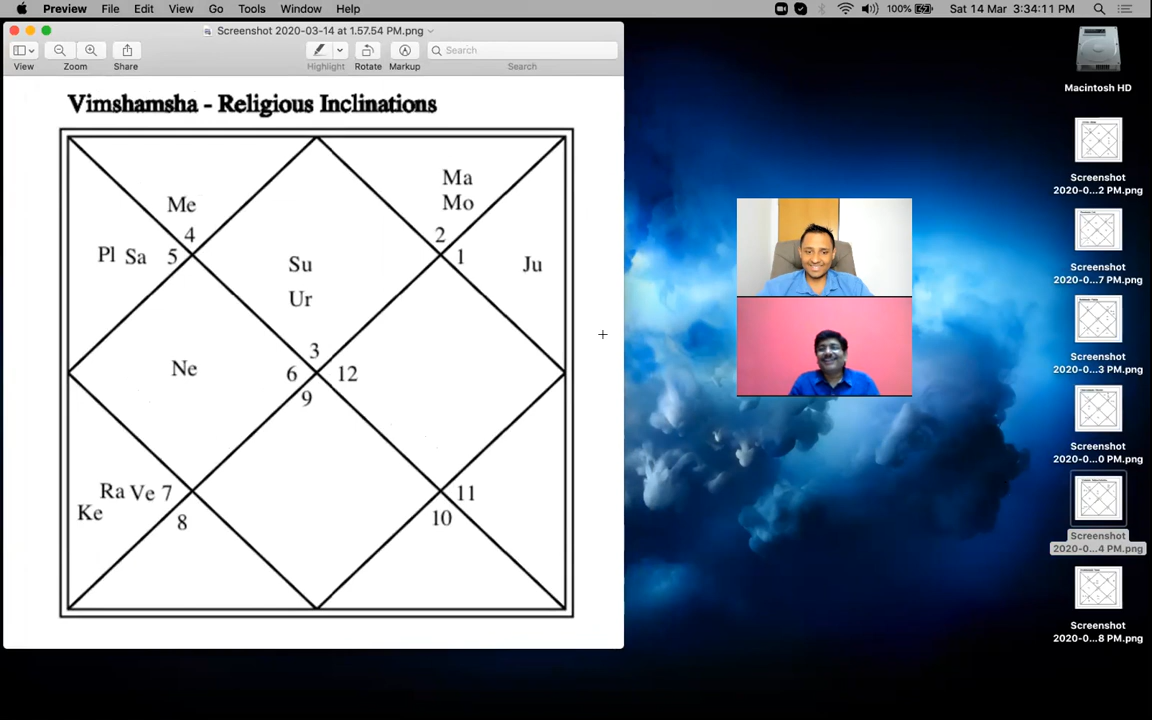 Preview File Edit View Go Tools Window Help 100% Sat 14 Mar 3:34:11 PM
Screenshot 2020-03-14 at 1.57.54 PM.png
Search
View Zoom Share Highlight Rotate Markup Search
Vimshamsha - Religious Inclinations
Ma
Me Mo
4 2
Pl Sa 5 Su 1 Ju
Ur
3
Ne 6 12
9
Ra Ve 7 11
Ke 8 10
Macintosh HD
Screenshot
2020-0...2 PM.png
Screenshot
2020-0...7 PM.png
Screenshot
2020-0...3 PM.png
Screenshot
2020-0...0 PM.png
Screenshot
2020-0...4 PM.png
Screenshot
2020-0...8 PM.png